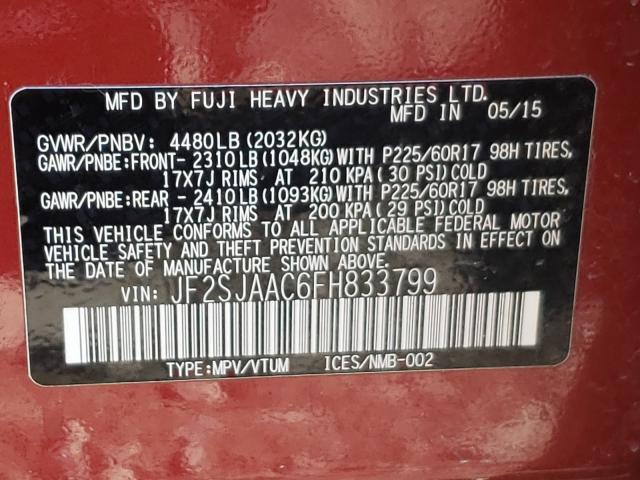 MFD BY FUJI HEAVY INDUSTRIES LTD.
MFD IN 05/15
GVWR/PNBV: 4480LB (2032KG)
GAWR/PNBE:FRONT- 2310LB (1048KG)WITH P225/60R17 98H TIRES,
17X7J RIMS AT 210 KPA ( 30 PSI) COLD
GAWR/PNBE:REAR - 2410LB (1093KG)WITH P225/60R17 98H TIRES,
17X7J RIMS AT 200 KPA ( 29 PSI) COLD
THIS VEHICLE CONFORMS TO ALL APPLICABLE FEDERAL MOTOR
VEHICLE SAFETY AND THEFT PREVENTION STANDARDS IN EFFECT ON
THE DATE OF MANUFACTURE SHOWN ABOVE.
VIN: JF2SJAAC6FH833799
TYPE:MPV/VTUM ICES/NMB-002